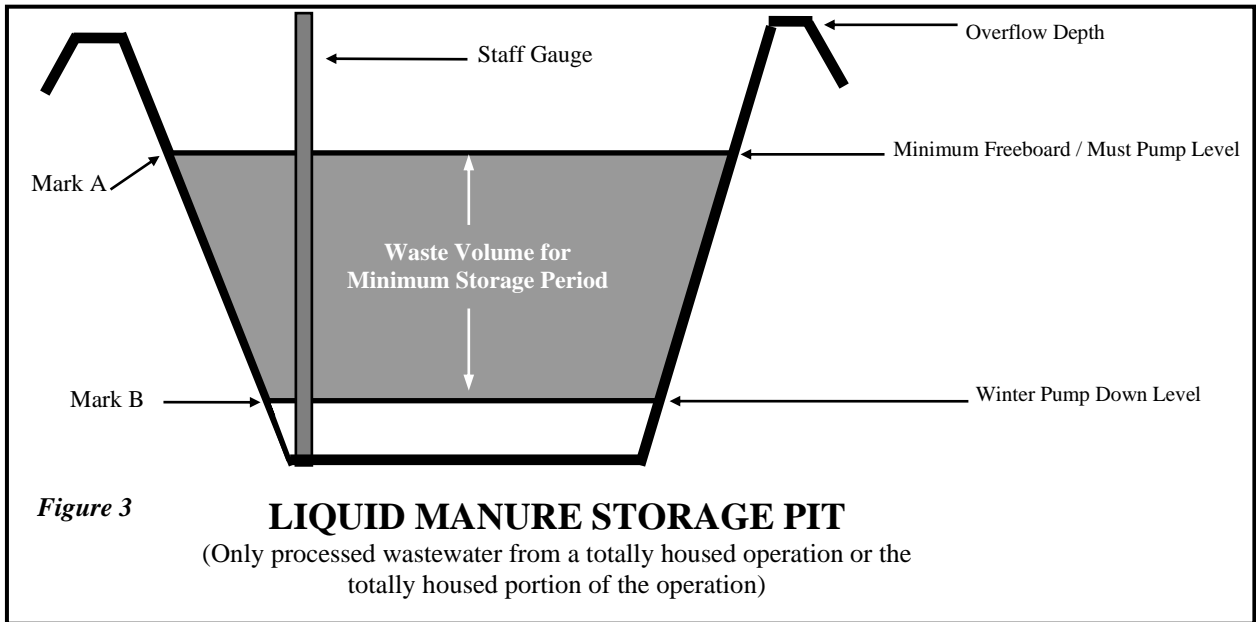 Overflow Depth
Staff Gauge
Minimum Freeboard / Must Pump Level
Mark A
Waste Volume for
Minimum Storage Period
Mark B
Winter Pump Down Level
Figure 3
LIQUID MANURE STORAGE PIT
(Only processed wastewater from a totally housed operation or the
totally housed portion of the operation)